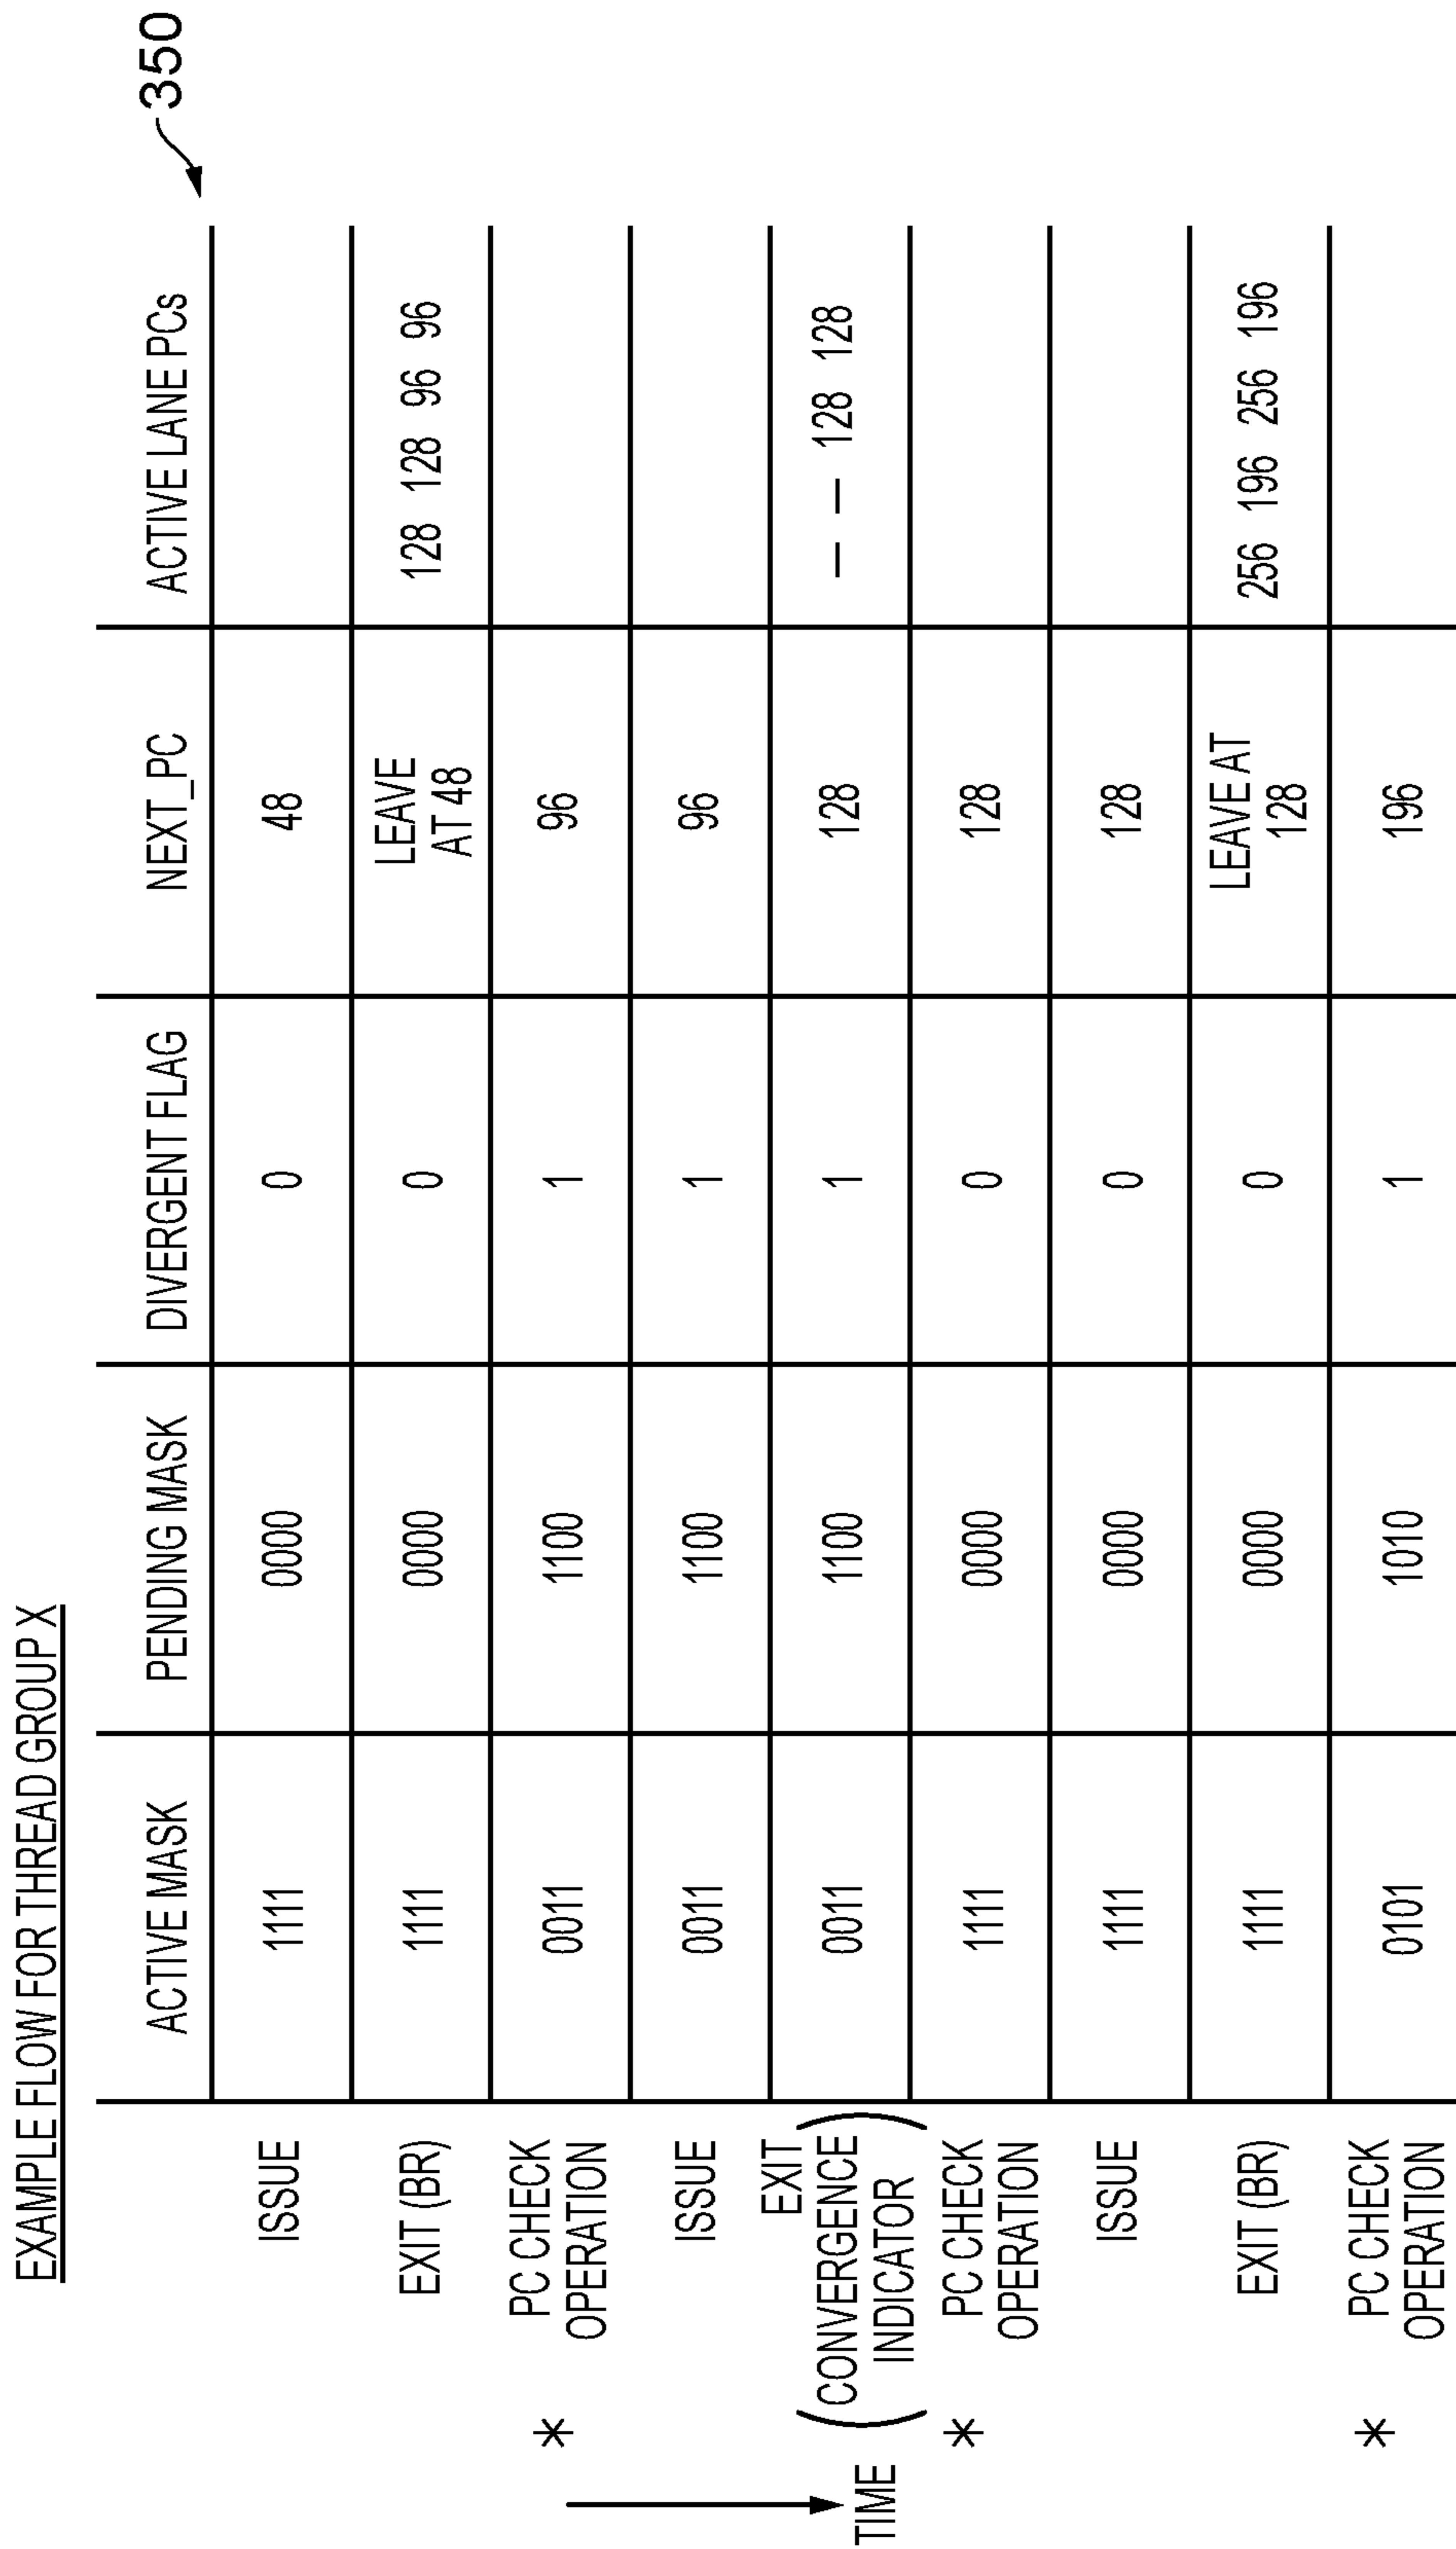 EXAMPLE FLOW FOR THREAD GROUP X
350
ACTIVE MASK PENDING MASK DIVERGENT FLAG NEXT_PC ACTIVE LANE PCs
ISSUE 1111 0000 0 48
EXIT (BR) 1111 0000 0 LEAVE AT 48 128 128 96 96
* PC CHECK OPERATION 0011 1100 1 96
ISSUE 0011 1100 1 96
EXIT (CONVERGENCE INDICATOR) 0011 1100 1 128 – – 128 128
* PC CHECK OPERATION 1111 0000 0 128
ISSUE 1111 0000 0 128
EXIT (BR) 1111 0000 0 LEAVE AT 128 256 196 256 196
* PC CHECK OPERATION 0101 1010 1 196
TIME